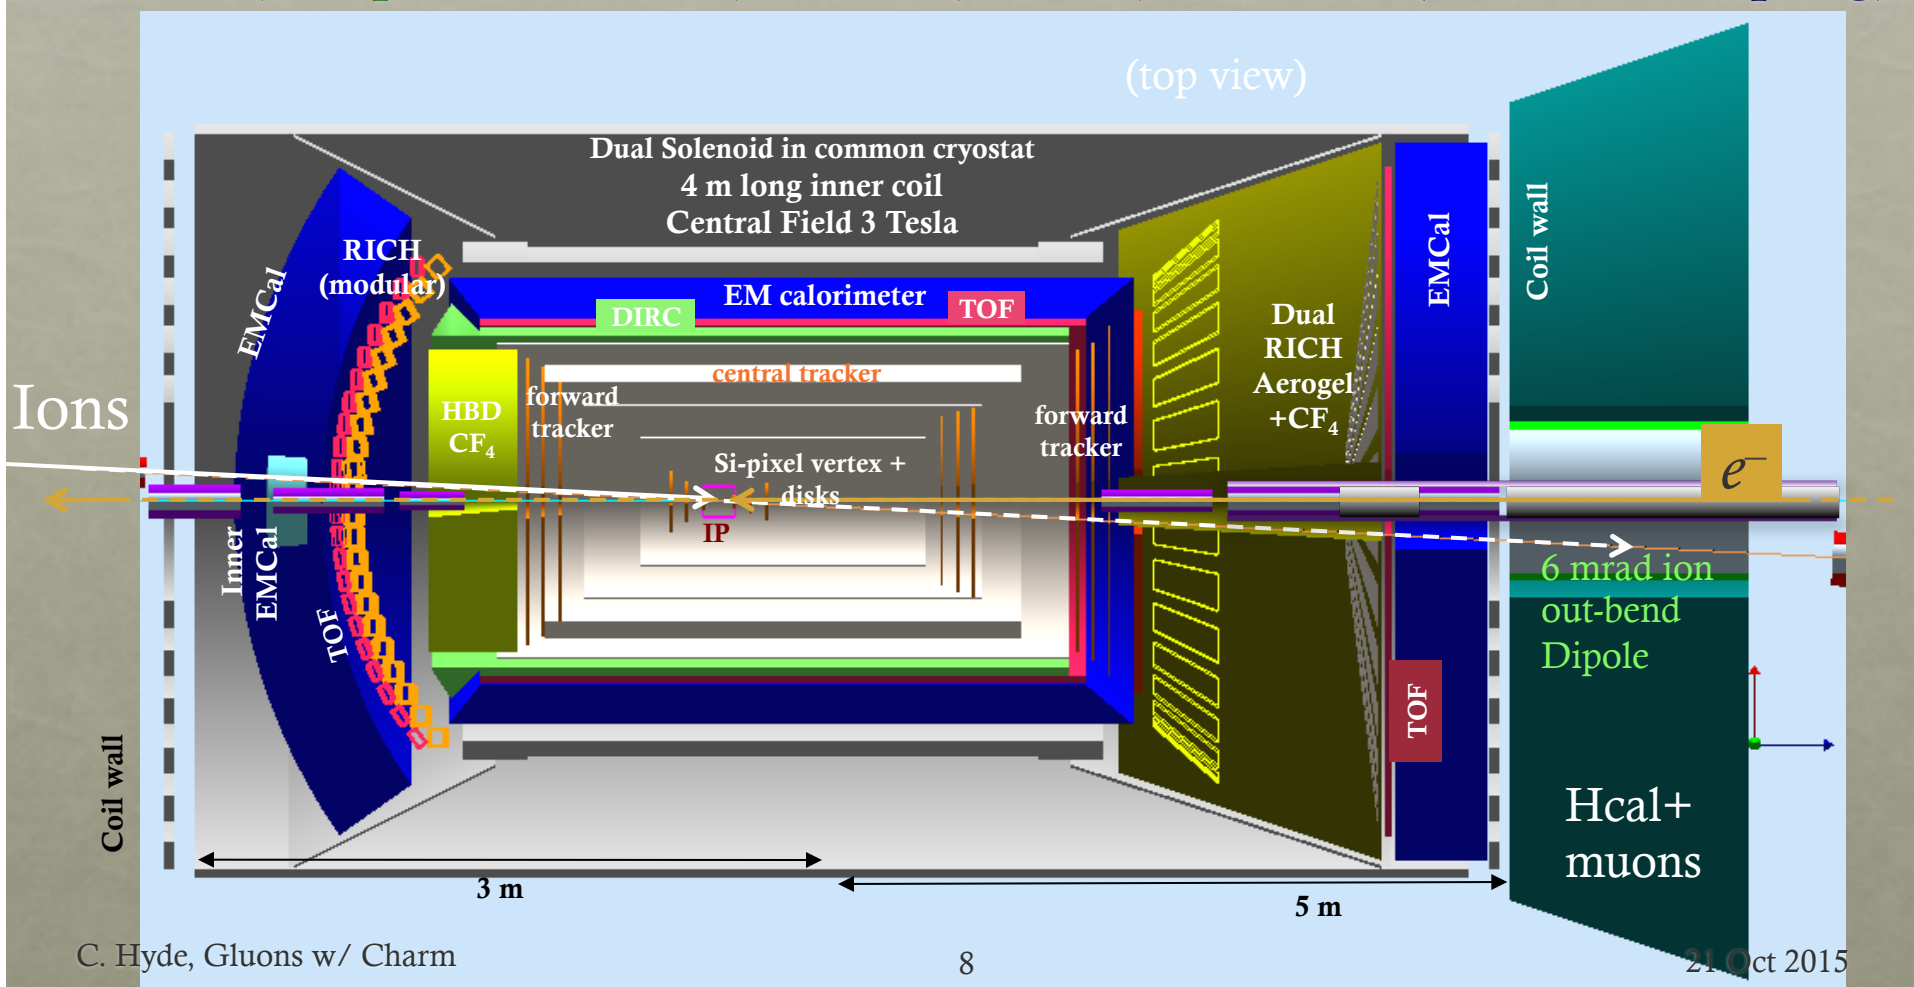 (top view)
Dual Solenoid in common cryostat
4 m long inner coil
Central Field 3 Tesla
RICH
(modular)
EMCal
EM calorimeter
DIRC
TOF
Dual
RICH
Aerogel
+CF₄
EMCal
Coil wall
Ions
HBD
CF₄
forward
tracker
central tracker
forward
tracker
Si-pixel vertex +
disks
IP
e⁻
Inner
EMCal
TOF
6 mrad ion
out-bend
Dipole
TOF
Coil wall
Hcal+
muons
3 m
5 m
C. Hyde, Gluons w/ Charm
8
21 Oct 2015